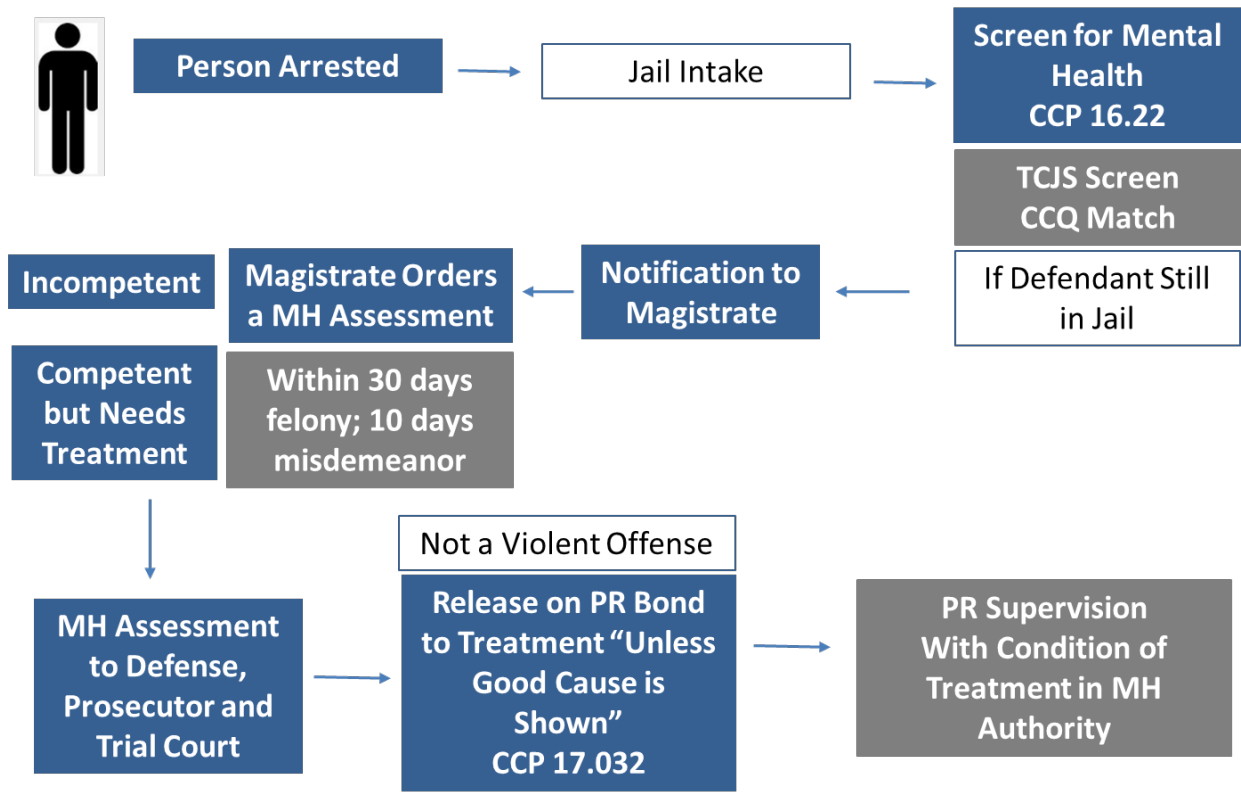 Person Arrested
Jail Intake
Screen for Mental
Health
CCP 16.22
TCJS Screen
CCQ Match
If Defendant Still
in Jail
Notification to
Magistrate
Magistrate Orders
a MH Assessment
Within 30 days
felony; 10 days
misdemeanor
Incompetent
Competent
but Needs
Treatment
MH Assessment
to Defense,
Prosecutor and
Trial Court
Not a Violent Offense
Release on PR Bond
to Treatment “Unless
Good Cause is
Shown”
CCP 17.032
PR Supervision
With Condition of
Treatment in MH
Authority